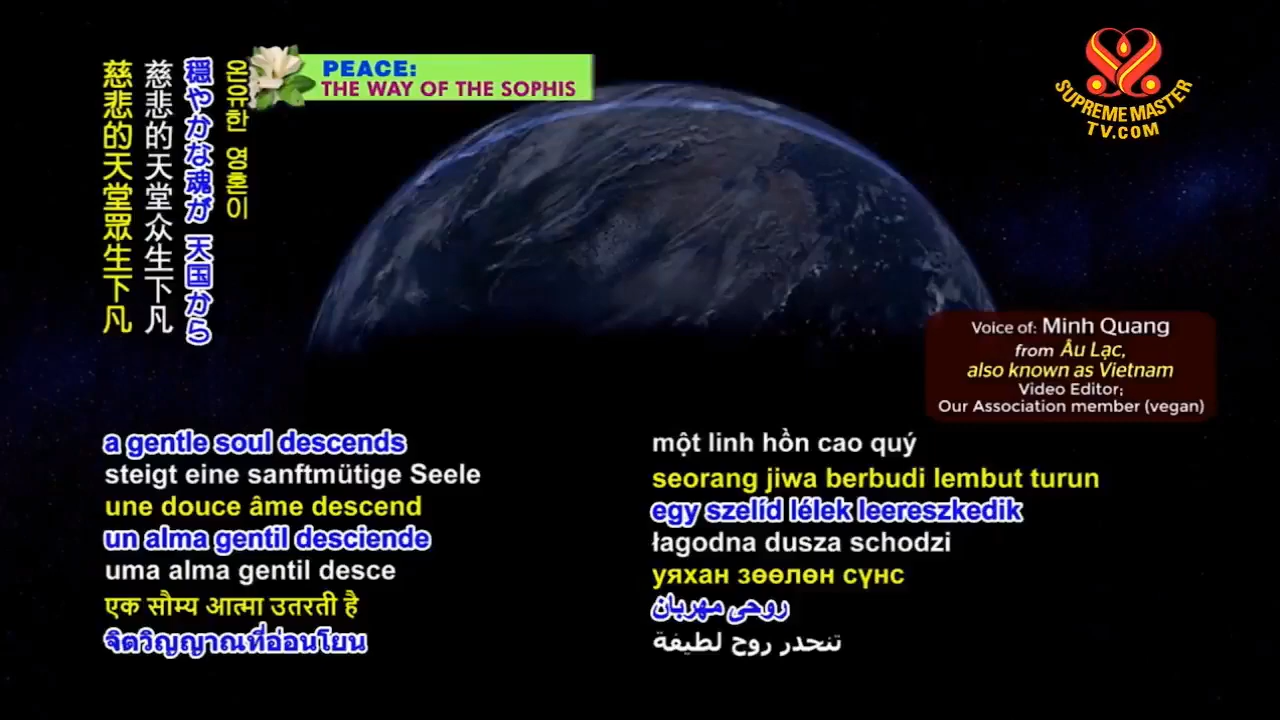 慈悲的天堂眾生下凡
慈悲的天堂众生下凡
穏やかな魂が 天国から
온유한 영혼이
PEACE:
THE WAY OF THE SOPHIS
SUPREME MASTER
TV.COM
Voice of: Minh Quang
from Âu Lạc,
also known as Vietnam
Video Editor;
Our Association member (vegan)
a gentle soul descends
steigt eine sanftmütige Seele
une douce âme descend
un alma gentil desciende
uma alma gentil desce
एक सौम्य आत्मा उतरती है
จิตวิญญาณที่อ่อนโยน
một linh hồn cao quý
seorang jiwa berbudi lembut turun
egy szelíd lélek leereszkedik
łagodna dusza schodzi
уяхан зөөлөн сүнс
روحی مهربان
تنحدر روح لطيفة